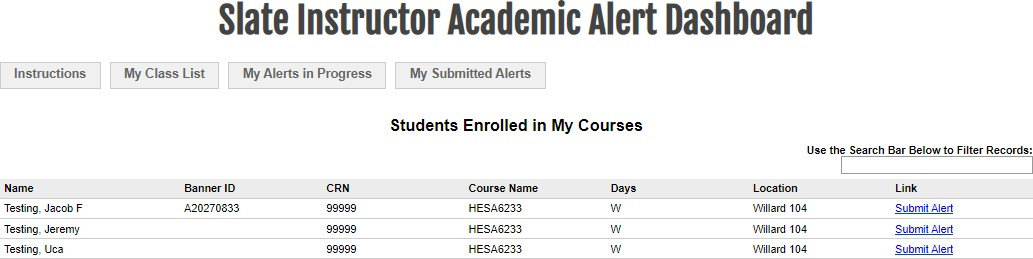 Slate Instructor Academic Alert Dashboard
Instructions My Class List My Alerts in Progress My Submitted Alerts
Students Enrolled in My Courses
Use the Search Bar Below to Filter Records:
Name Banner ID CRN Course Name Days Location Link
Testing, Jacob F A20270833 99999 HESA6233 W Willard 104 Submit Alert
Testing, Jeremy 99999 HESA6233 W Willard 104 Submit Alert
Testing, Uca 99999 HESA6233 W Willard 104 Submit Alert